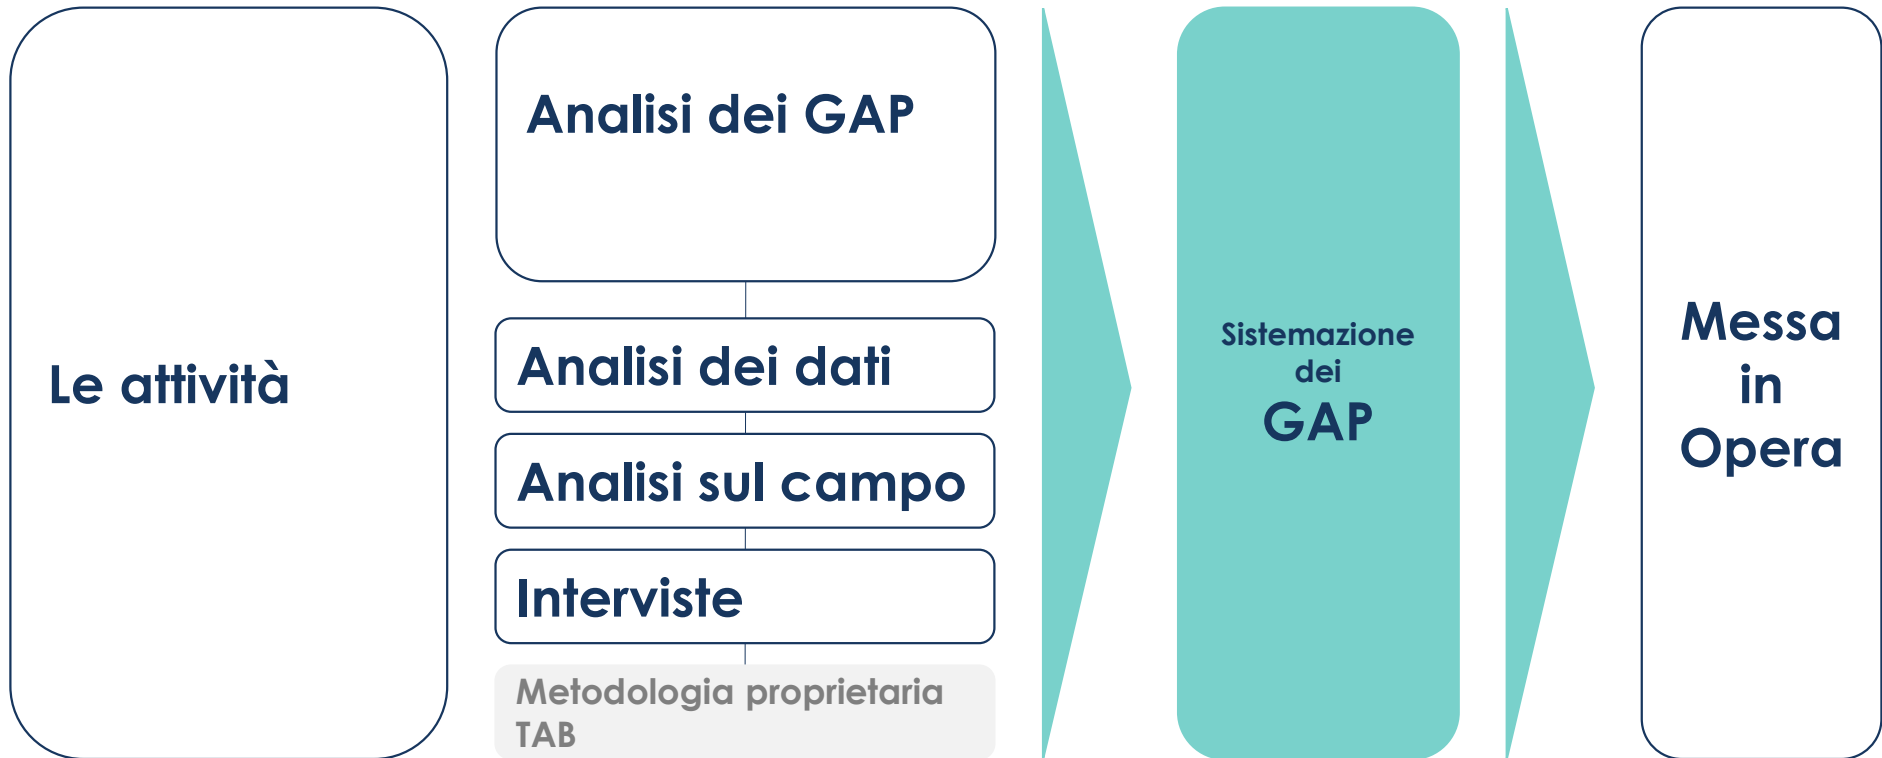 Le attività
Analisi dei GAP
Analisi dei dati
Analisi sul campo
Interviste
Metodologia proprietaria
TAB
Sistemazione
dei
GAP
Messa
in
Opera